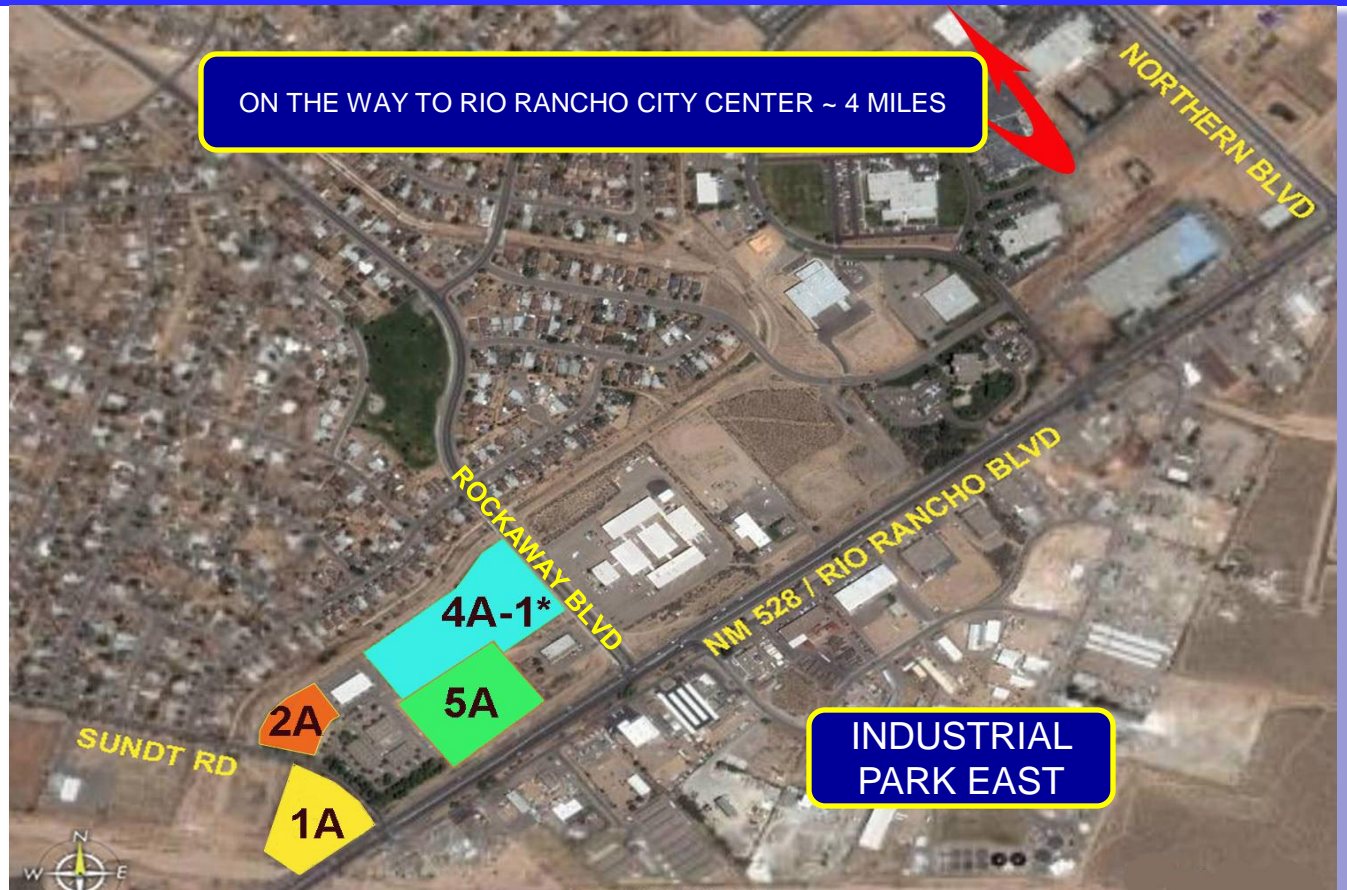 ON THE WAY TO RIO RANCHO CITY CENTER ~ 4 MILES
NORTHERN BLVD
ROCKAWAY BLVD
NM 528 / RIO RANCHO BLVD
4A-1*
5A
2A
SUNDT RD
1A
INDUSTRIAL
PARK EAST
N
W
E